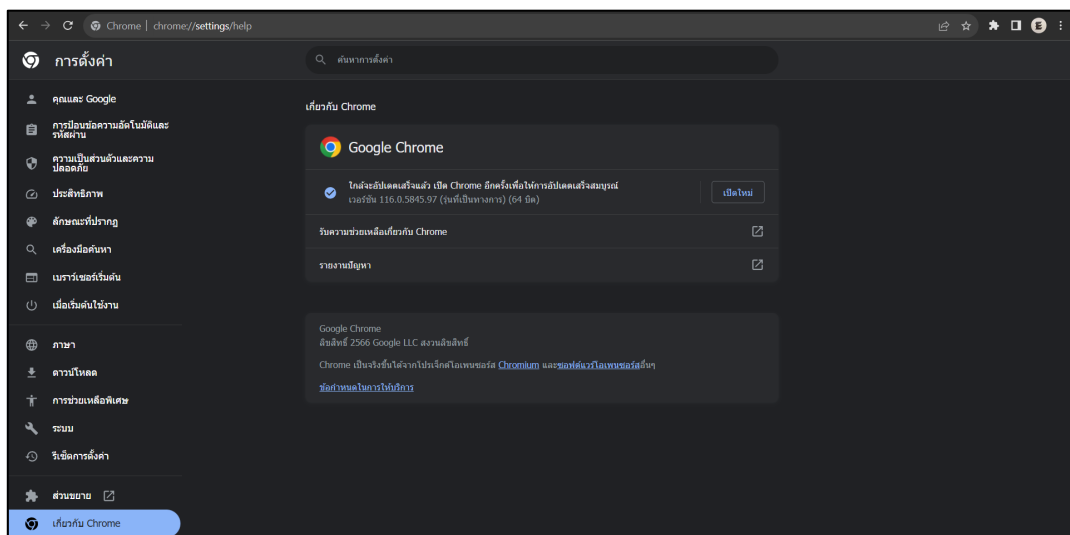 Chrome | chrome://settings/help
E
การตั้งค่า
ค้นหาการตั้งค่า
คุณและ Google
การป้อนข้อความอัตโนมัติและ
รหัสผ่าน
ความเป็นส่วนตัวและความ
ปลอดภัย
ประสิทธิภาพ
ลักษณะที่ปรากฏ
เครื่องมือค้นหา
เบราว์เซอร์เริ่มต้น
เมื่อเริ่มต้นใช้งาน
ภาษา
ดาวน์โหลด
การช่วยเหลือพิเศษ
ระบบ
รีเซ็ตการตั้งค่า
ส่วนขยาย
เกี่ยวกับ Chrome
เกี่ยวกับ Chrome
Google Chrome
ใกล้จะอัปเดตเสร็จแล้ว เปิด Chrome อีกครั้งเพื่อให้การอัปเดตเสร็จสมบูรณ์
เวอร์ชัน 116.0.5845.97 (รุ่นที่เป็นทางการ) (64 บิต)
เปิดใหม่
รับความช่วยเหลือเกี่ยวกับ Chrome
รายงานปัญหา
Google Chrome
ลิขสิทธิ์ 2566 Google LLC สงวนลิขสิทธิ์
Chrome เป็นจริงขึ้นได้จากโปรเจ็กต์โอเพนซอร์ส Chromium และซอฟต์แวร์โอเพนซอร์สอื่นๆ
ข้อกำหนดในการให้บริการ